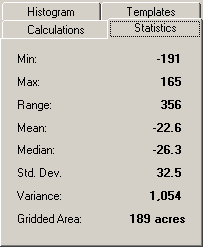 Histogram Templates
Calculations Statistics
Min: -191
Max: 165
Range: 356
Mean: -22.6
Median: -26.3
Std. Dev. 32.5
Variance: 1,054
Gridded Area: 189 acres